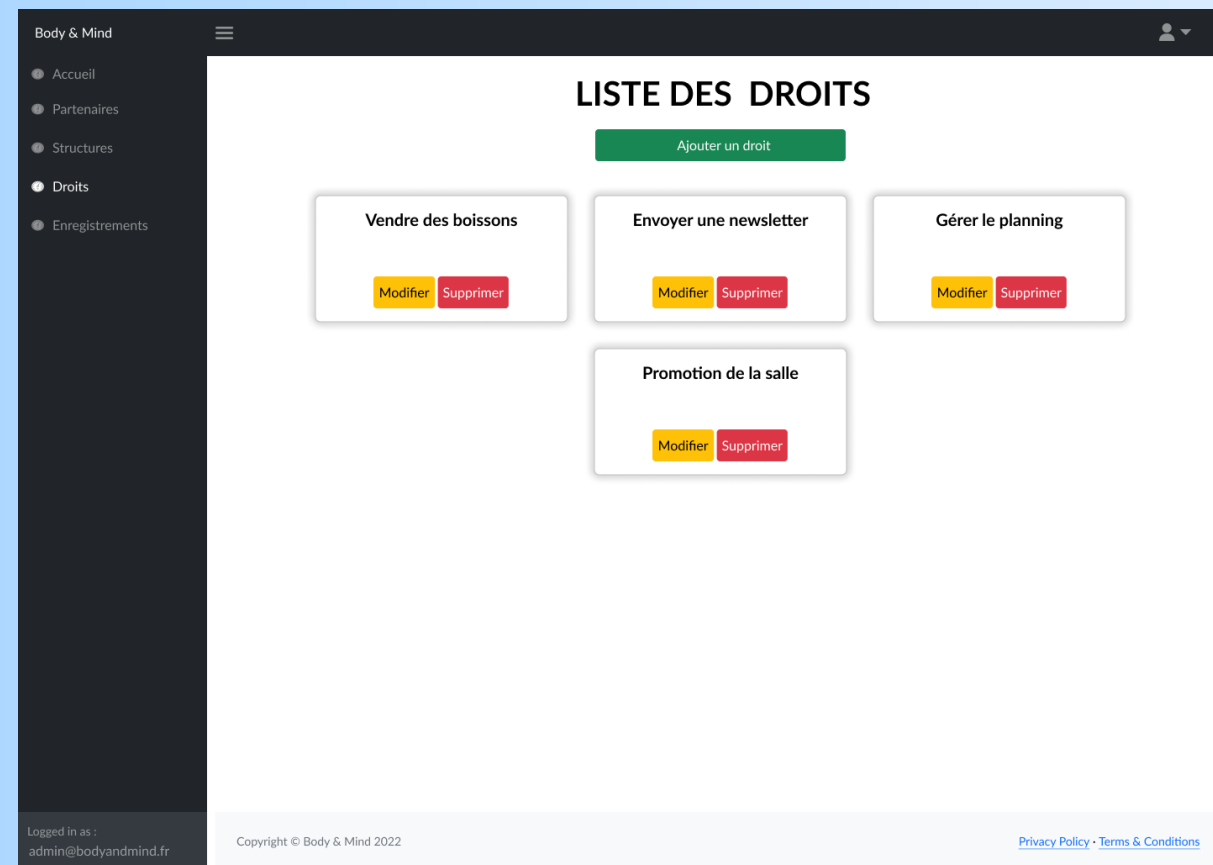 Body & Mind
Accueil
Partenaires
Structures
Droits
Enregistrements
Logged in as :
admin@bodyandmind.fr
LISTE DES DROITS
Ajouter un droit
Vendre des boissons
Modifier Supprimer
Envoyer une newsletter
Modifier Supprimer
Gérer le planning
Modifier Supprimer
Promotion de la salle
Modifier Supprimer
Copyright © Body & Mind 2022
Privacy Policy · Terms & Conditions